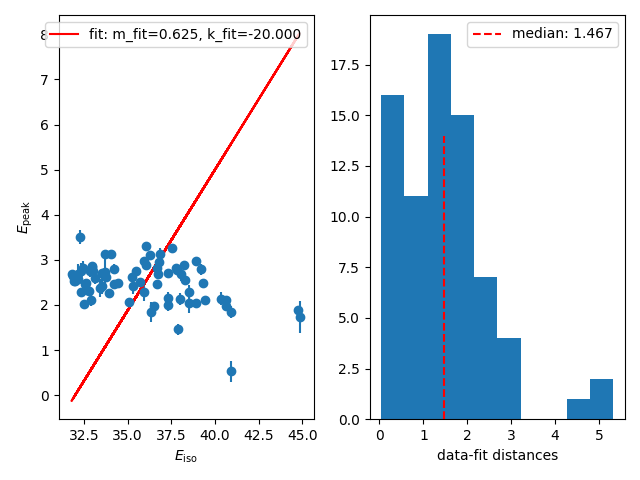 fit: m_fit=0.625, k_fit=-20.000
8
7
6
5
4
3
2
1
0
E_peak
32.5 35.0 37.5 40.0 42.5 45.0
E_iso
median: 1.467
17.5
15.0
12.5
10.0
7.5
5.0
2.5
0.0
0 1 2 3 4 5
data-fit distances